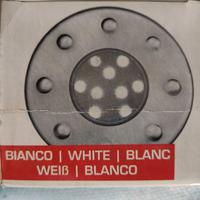 BIANCO | WHITE | BLANC
WEIß | BLANCO